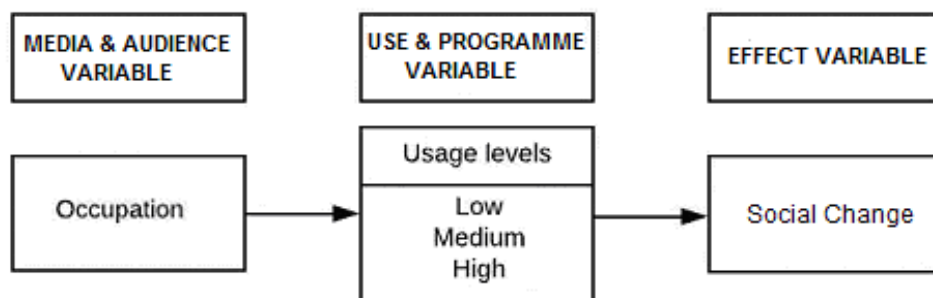 MEDIA & AUDIENCE
VARIABLE
USE & PROGRAMME
VARIABLE
EFFECT VARIABLE
Occupation
Usage levels
Low
Medium
High
Social Change